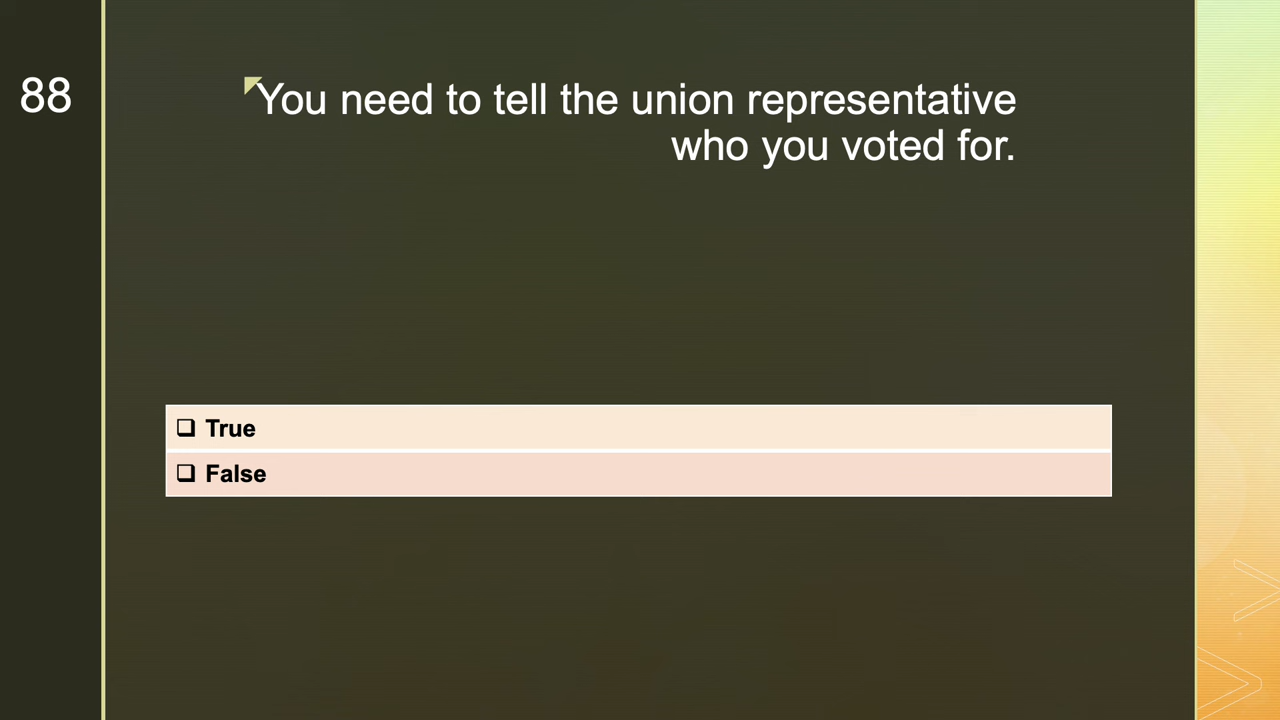 88
You need to tell the union representative
who you voted for.
❑ True
❑ False